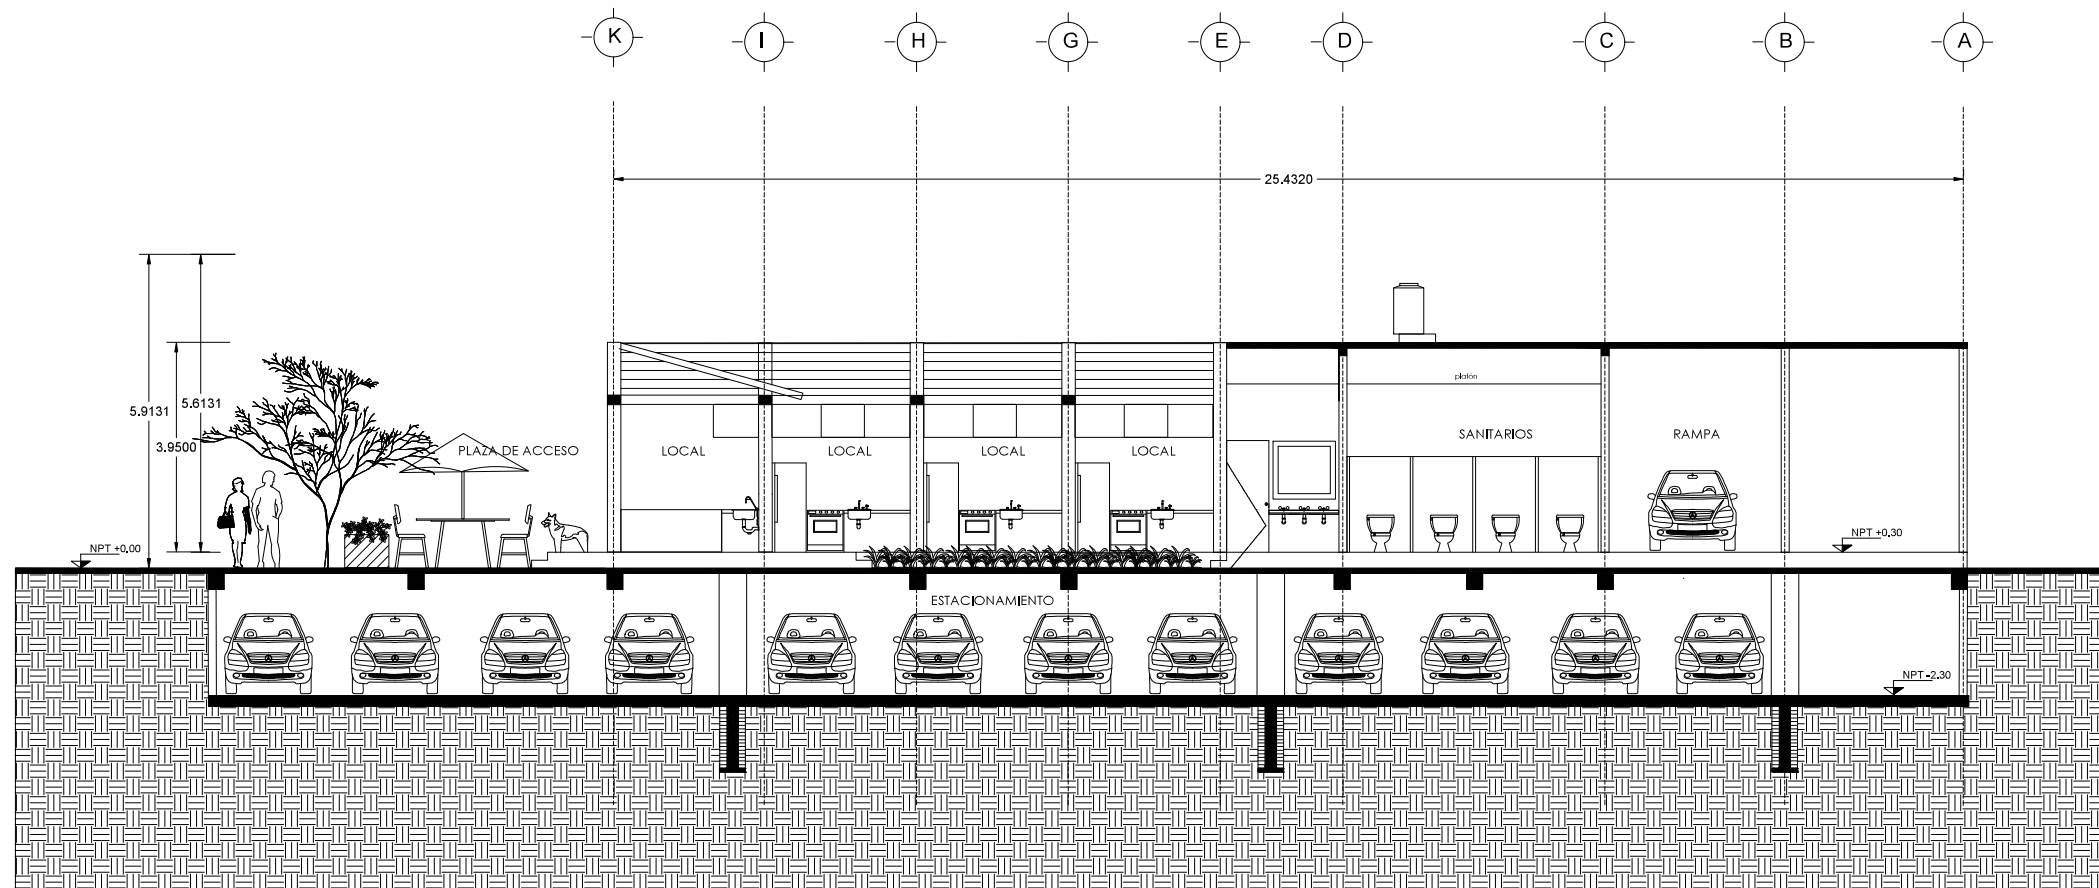 K
I
H
G
E
D
C
B
A
25.4320
5.9131
5.6131
3.9500
platón
PLAZA DE ACCESO
LOCAL
LOCAL
LOCAL
LOCAL
SANITARIOS
RAMPA
NPT +0.00
NPT +0.30
ESTACIONAMIENTO
NPT -2.30